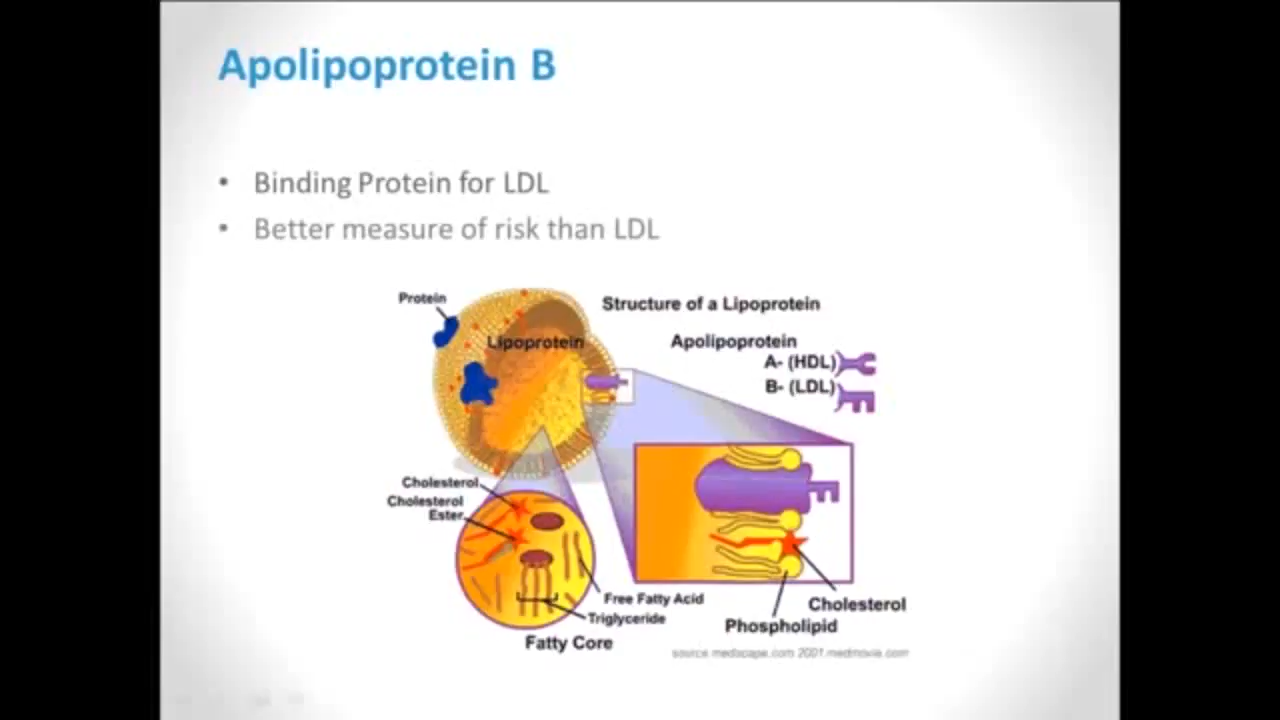 Apolipoprotein B
• Binding Protein for LDL
• Better measure of risk than LDL
Protein
Structure of a Lipoprotein
Lipoprotein
Apolipoprotein
A- (HDL)
B- (LDL)
Cholesterol
Cholesterol
Ester
Free Fatty Acid
Triglyceride
Fatty Core
Cholesterol
Phospholipid
source medscape.com 2001 medmovie.com